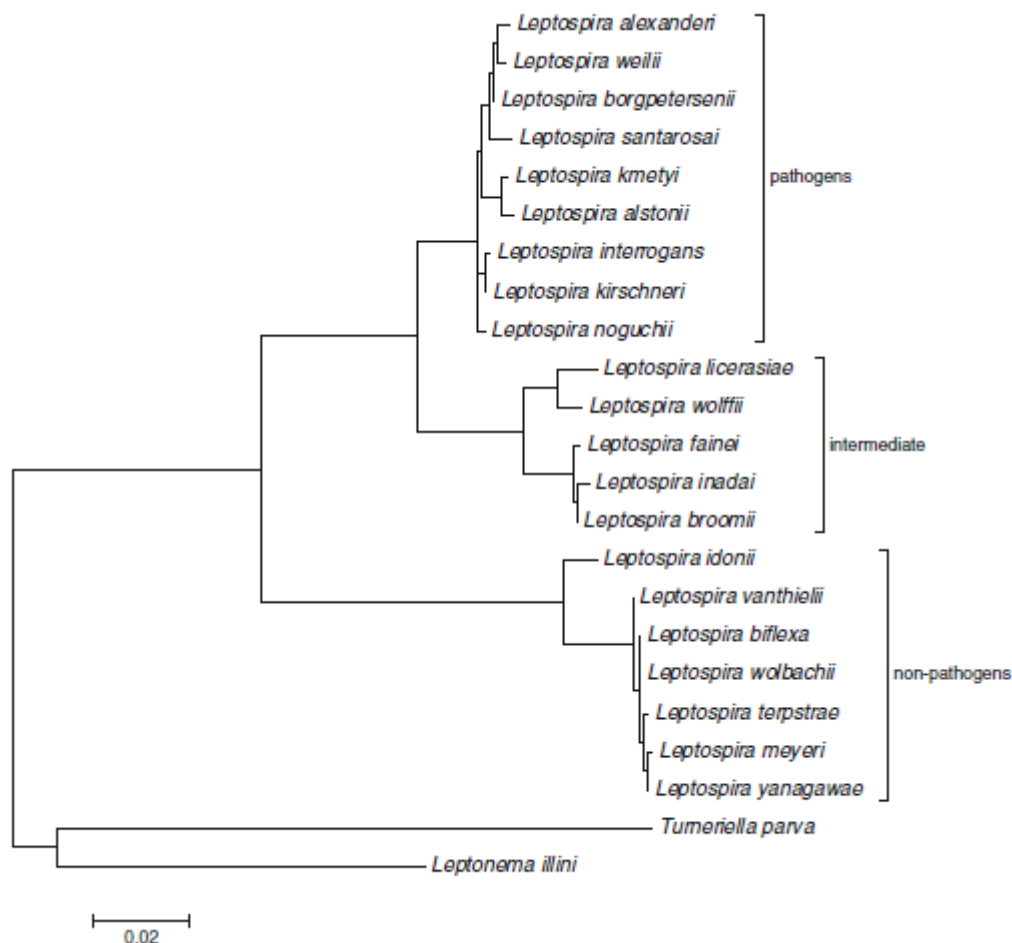 Leptospira alexanderi
Leptospira weilii
Leptospira borgpetersenii
Leptospira santarosai
Leptospira kmetyi
pathogens
Leptospira alstonii
Leptospira interrogans
Leptospira kirschneri
Leptospira noguchii
Leptospira licerasiae
Leptospira wolffii
Leptospira fainei
intermediate
Leptospira inadai
Leptospira broomii
Leptospira idonii
Leptospira vanthielii
Leptospira biflexa
Leptospira wolbachii
non-pathogens
Leptospira terpstrae
Leptospira meyeri
Leptospira yanagawae
Turneriella parva
Leptonema illini
0.02